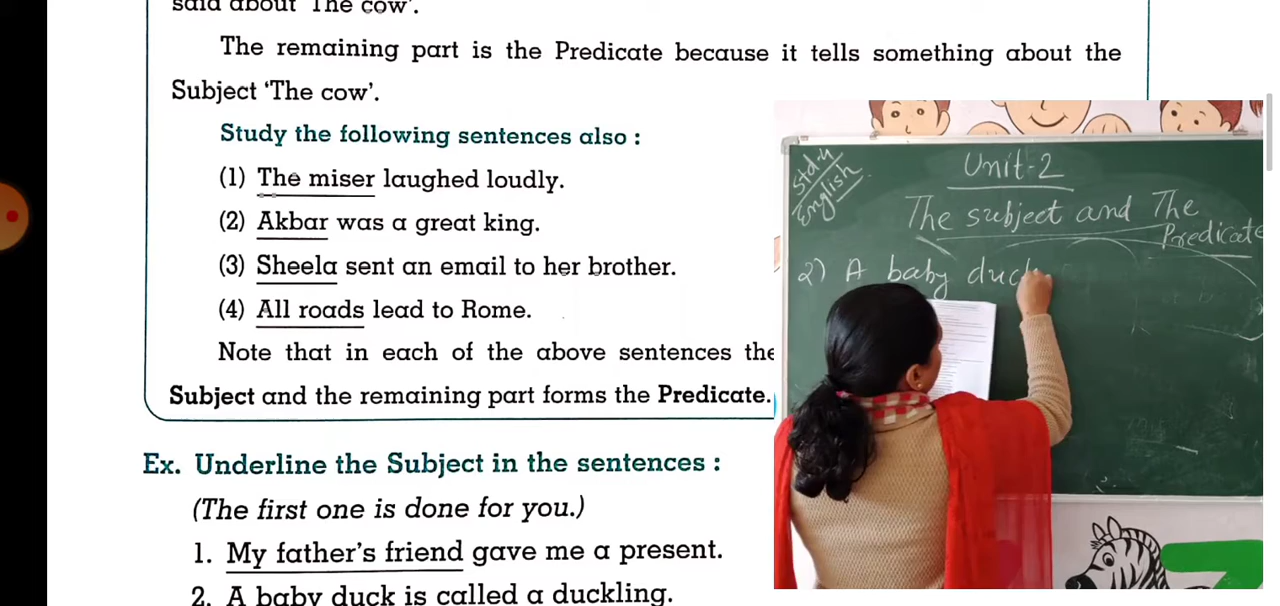 said about 'The cow'.
The remaining part is the Predicate because it tells something about the
Subject ‘The cow’.
Study the following sentences also :
(1) The miser laughed loudly.
(2) Akbar was a great king.
(3) Sheela sent an email to her brother.
(4) All roads lead to Rome.
Note that in each of the above sentences the
Subject and the remaining part forms the Predicate.
Ex. Underline the Subject in the sentences :
(The first one is done for you.)
1. My father’s friend gave me a present.
2. A baby duck is called a duckling.
Std-4
English
Unit-2
The subject and The
Predicate
2) A baby duck